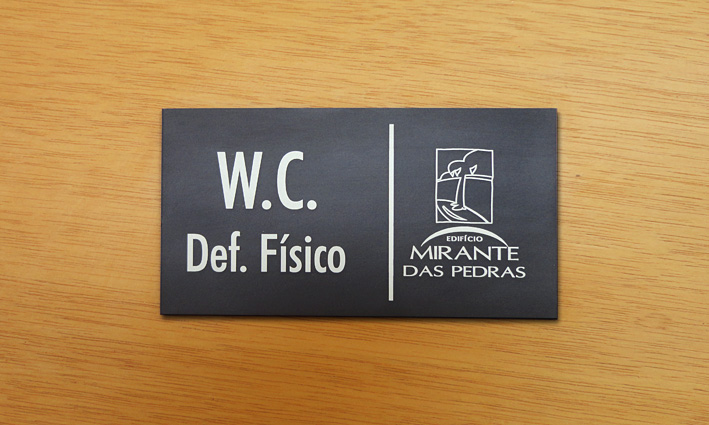 W.C.
Def. Físico
EDIFÍCIO
MIRANTE
DAS PEDRAS